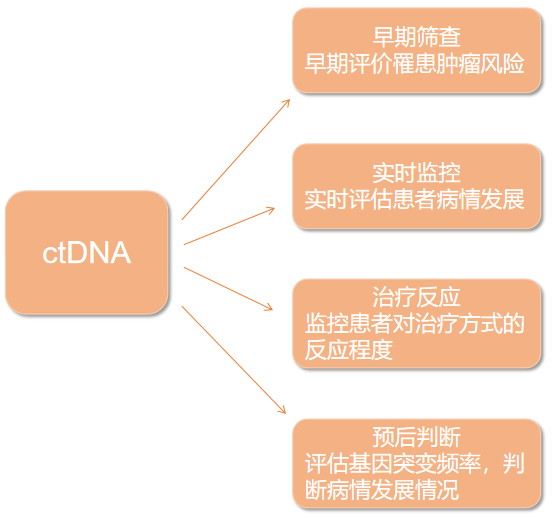 早期筛查
早期评价罹患肿瘤风险
实时监控
实时评估患者病情发展
ctDNA
治疗反应
监控患者对治疗方式的
反应程度
预后判断
评估基因突变频率，判
断病情发展情况